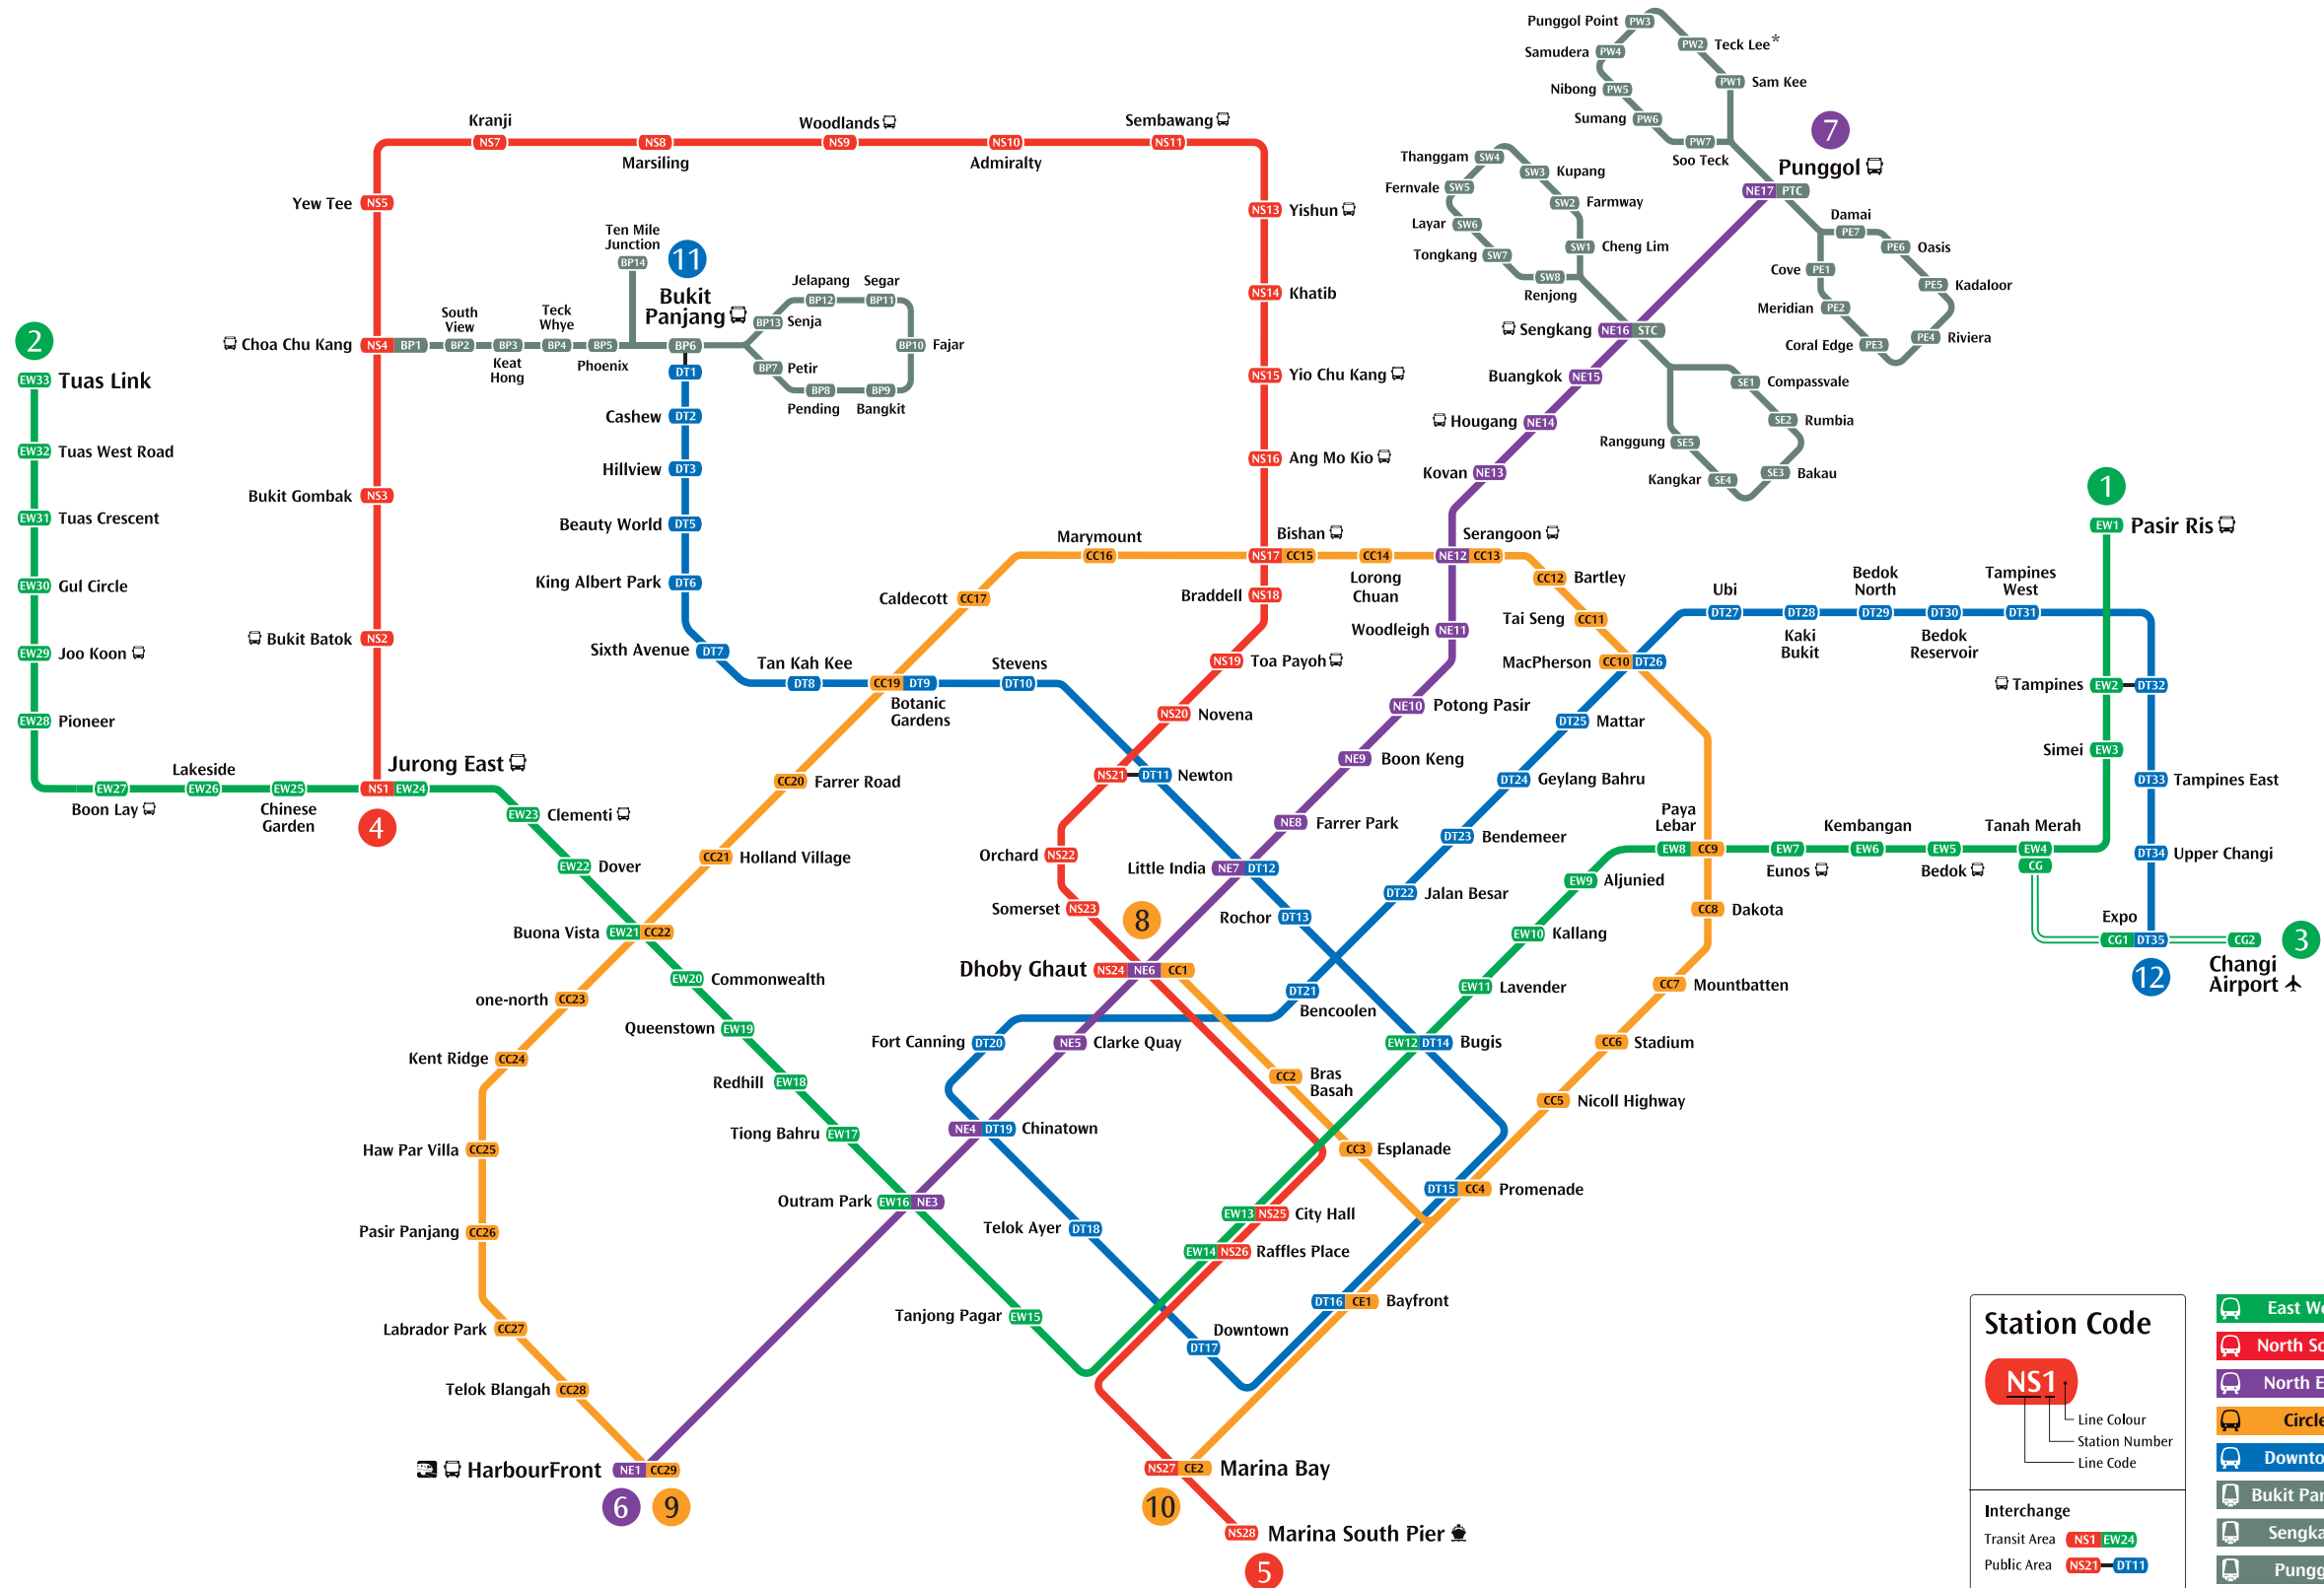 Punggol Point PW3
PW2 Teck Lee*
Samudera PW4
PW1 Sam Kee
Nibong PW5
Sumang PW6
PW7
Soo Teck
7
Punggol
NE17 PTC
Kranji
NS7
NS8
Marsiling
Woodlands
NS9
NS10
Admiralty
Sembawang
NS11
Thanggam SW4
SW3 Kupang
Fernvale SW5
SW2 Farmway
Layar SW6
SW1 Cheng Lim
Tongkang SW7
SW8
Renjong
Damai
PE7
PE6 Oasis
Cove PE1
PE5 Kadaloor
Meridian PE2
PE4 Riviera
Coral Edge PE3
Yew Tee NS5
NS13 Yishun
NS14 Khatib
NS15 Yio Chu Kang
NS16 Ang Mo Kio
Sengkang NE16 STC
Buangkok NE15
Hougang NE14
Kovan NE13
SE1 Compassvale
SE2 Rumbia
Ranggung SE5
SE3 Bakau
Kangkar SE4
Ten Mile
Junction
BP14
11
Bukit
Panjang
BP6
DT1
Choa Chu Kang NS4 BP1
South
View
BP2
BP3
Keat
Hong
Teck
Whye
BP4
BP5
Phoenix
Jelapang
BP12
Segar
BP11
BP13 Senja
BP10 Fajar
BP7 Petir
BP8
Pending
BP9
Bangkit
2
EW33 Tuas Link
EW32 Tuas West Road
EW31 Tuas Crescent
EW30 Gul Circle
EW29 Joo Koon
EW28 Pioneer
Bukit Gombak NS3
Bukit Batok NS2
Cashew DT2
Hillview DT3
Beauty World DT5
King Albert Park DT6
Sixth Avenue DT7
Tan Kah Kee
DT8
CC19 DT9
Botanic
Gardens
Stevens
DT10
Marymount
CC16
Caldecott CC17
Bishan
NS17 CC15
CC14
Lorong
Chuan
Serangoon
NE12 CC13
CC12 Bartley
Tai Seng CC11
MacPherson CC10 DT26
Braddell NS18
NS19 Toa Payoh
NS20 Novena
NS21 DT11 Newton
Woodleigh NE11
NE10 Potong Pasir
NE9 Boon Keng
NE8 Farrer Park
Little India NE7 DT12
1
EW1 Pasir Ris
Ubi
DT27
DT28
Kaki
Bukit
Bedok
North
DT29
DT30
Bedok
Reservoir
Tampines
West
DT31
Tampines EW2 DT32
Simei EW3
DT33 Tampines East
DT34 Upper Changi
DT25 Mattar
DT24 Geylang Bahru
DT23 Bendemeer
DT22 Jalan Besar
DT21
Bencoolen
EW27
Boon Lay
Lakeside
EW26
EW25
Chinese
Garden
Jurong East
NS1 EW24
4
EW23 Clementi
EW22 Dover
CC20 Farrer Road
CC21 Holland Village
Buona Vista EW21 CC22
EW20 Commonwealth
Queenstown EW19
Redhill EW18
Tiong Bahru EW17
Outram Park EW16 NE3
Tanjong Pagar EW15
one-north CC23
Kent Ridge CC24
Haw Par Villa CC25
Pasir Panjang CC26
Labrador Park CC27
Telok Blangah CC28
HarbourFront NE1 CC29
6
9
Orchard NS22
Somerset NS23
8
Dhoby Ghaut NS24 NE6 CC1
Rochor DT13
Fort Canning DT20
NE5 Clarke Quay
NE4 DT19 Chinatown
Telok Ayer DT18
Downtown
DT17
CC2 Bras
Basah
CC3 Esplanade
EW12 DT14 Bugis
EW13 NS25 City Hall
EW14 NS26 Raffles Place
DT15 CC4 Promenade
DT16 CE1 Bayfront
NS27 CE2 Marina Bay
10
NS28 Marina South Pier
5
Paya
Lebar
EW8 CC9
EW7
Eunos
Kembangan
EW6
EW5
Bedok
Tanah Merah
EW4
CG
Expo
CG1 DT35
12
CG2
3
Changi
Airport
EW9 Aljunied
EW10 Kallang
EW11 Lavender
CC8 Dakota
CC7 Mountbatten
CC6 Stadium
CC5 Nicoll Highway
Station Code
NS1
Line Colour
Station Number
Line Code
Interchange
Transit Area NS1 EW24
Public Area NS21 DT11
East We
North So
North E
Circle
Downto
Bukit Pan
Sengka
Pungg